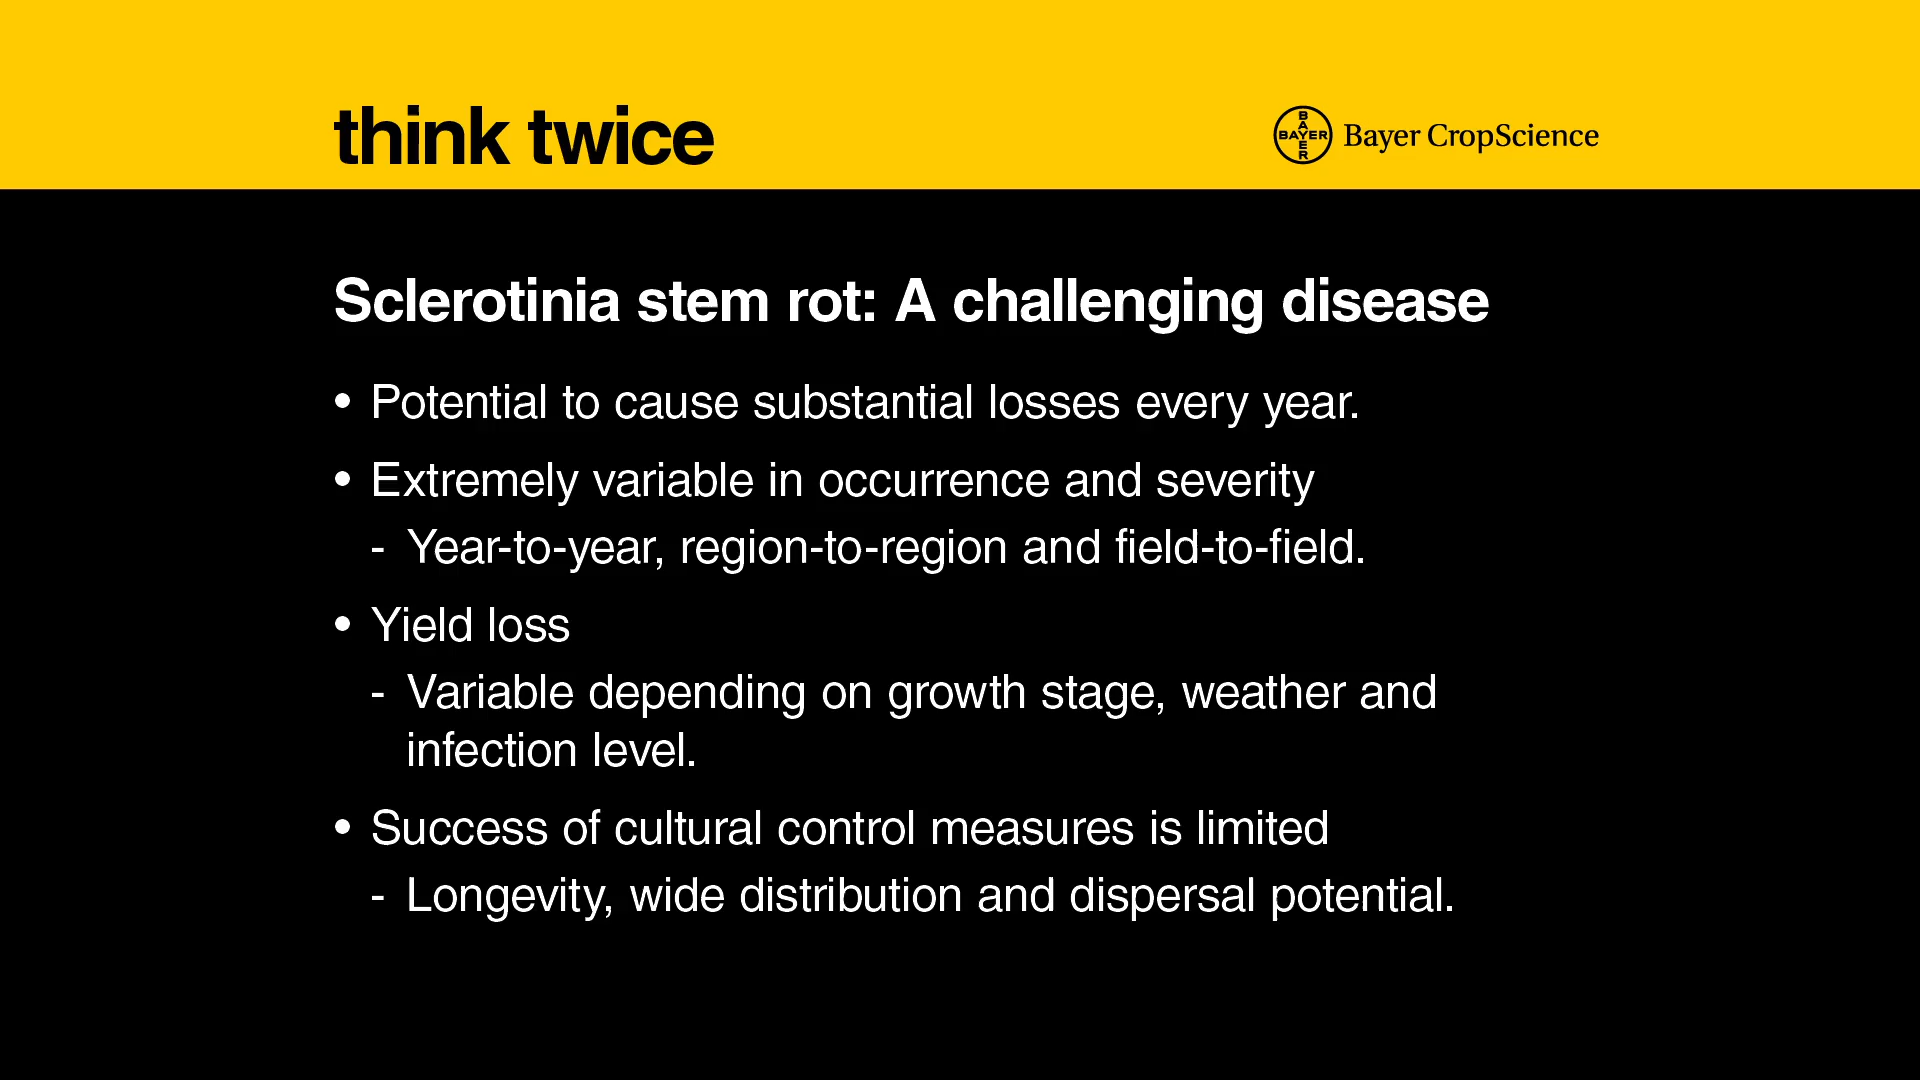 think twice
BAYER
BAYER
Bayer CropScience
Sclerotinia stem rot: A challenging disease
• Potential to cause substantial losses every year.
• Extremely variable in occurrence and severity
- Year-to-year, region-to-region and field-to-field.
• Yield loss
- Variable depending on growth stage, weather and
infection level.
• Success of cultural control measures is limited
- Longevity, wide distribution and dispersal potential.